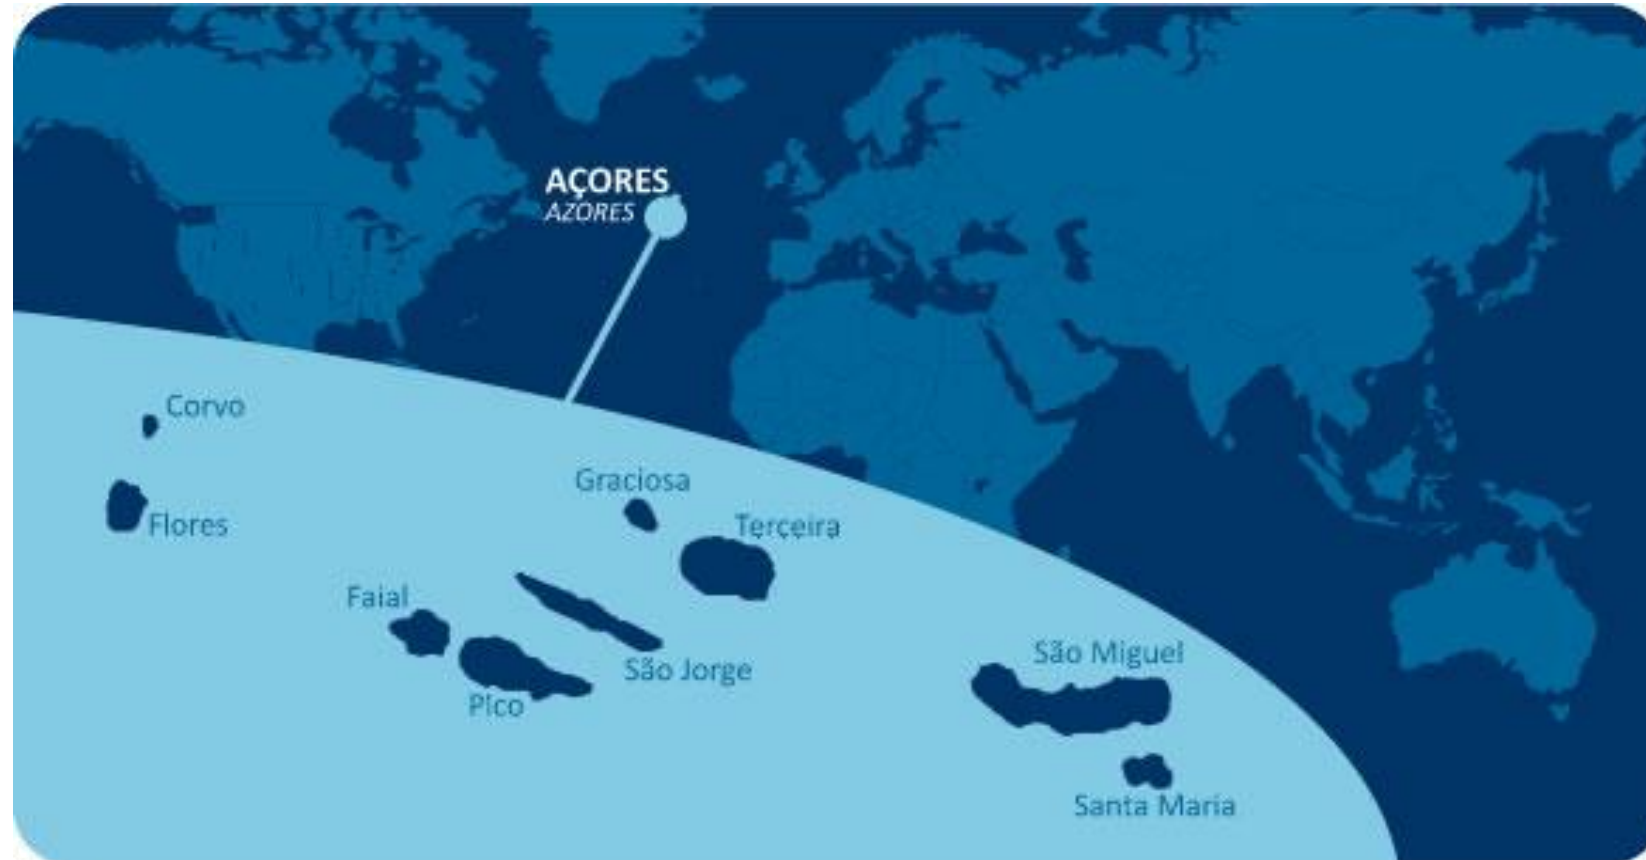 AÇORES
AZORES
Corvo
Flores
Graciosa
Terçeira
Faial
São Jorge
Pico
São Miguel
Santa Maria